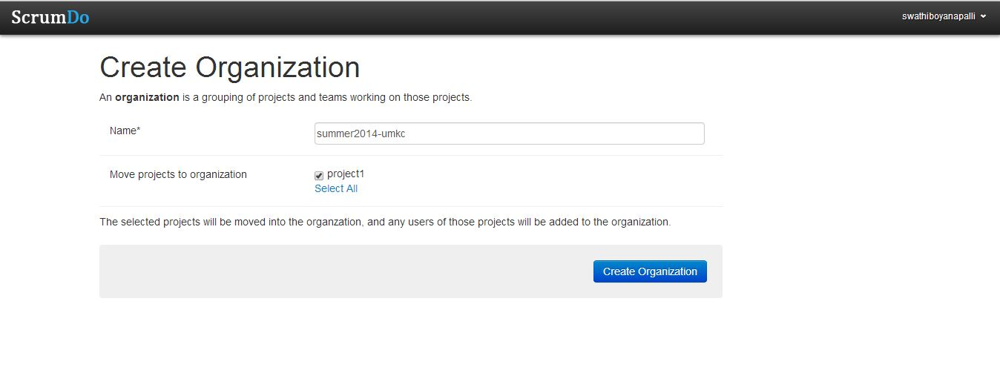 ScrumDo
swathiboyanapalli
Create Organization
An organization is a grouping of projects and teams working on those projects.
Name*
summer2014-umkc
Move projects to organization
project1
Select All
The selected projects will be moved into the organzation, and any users of those projects will be added to the organization.
Create Organization